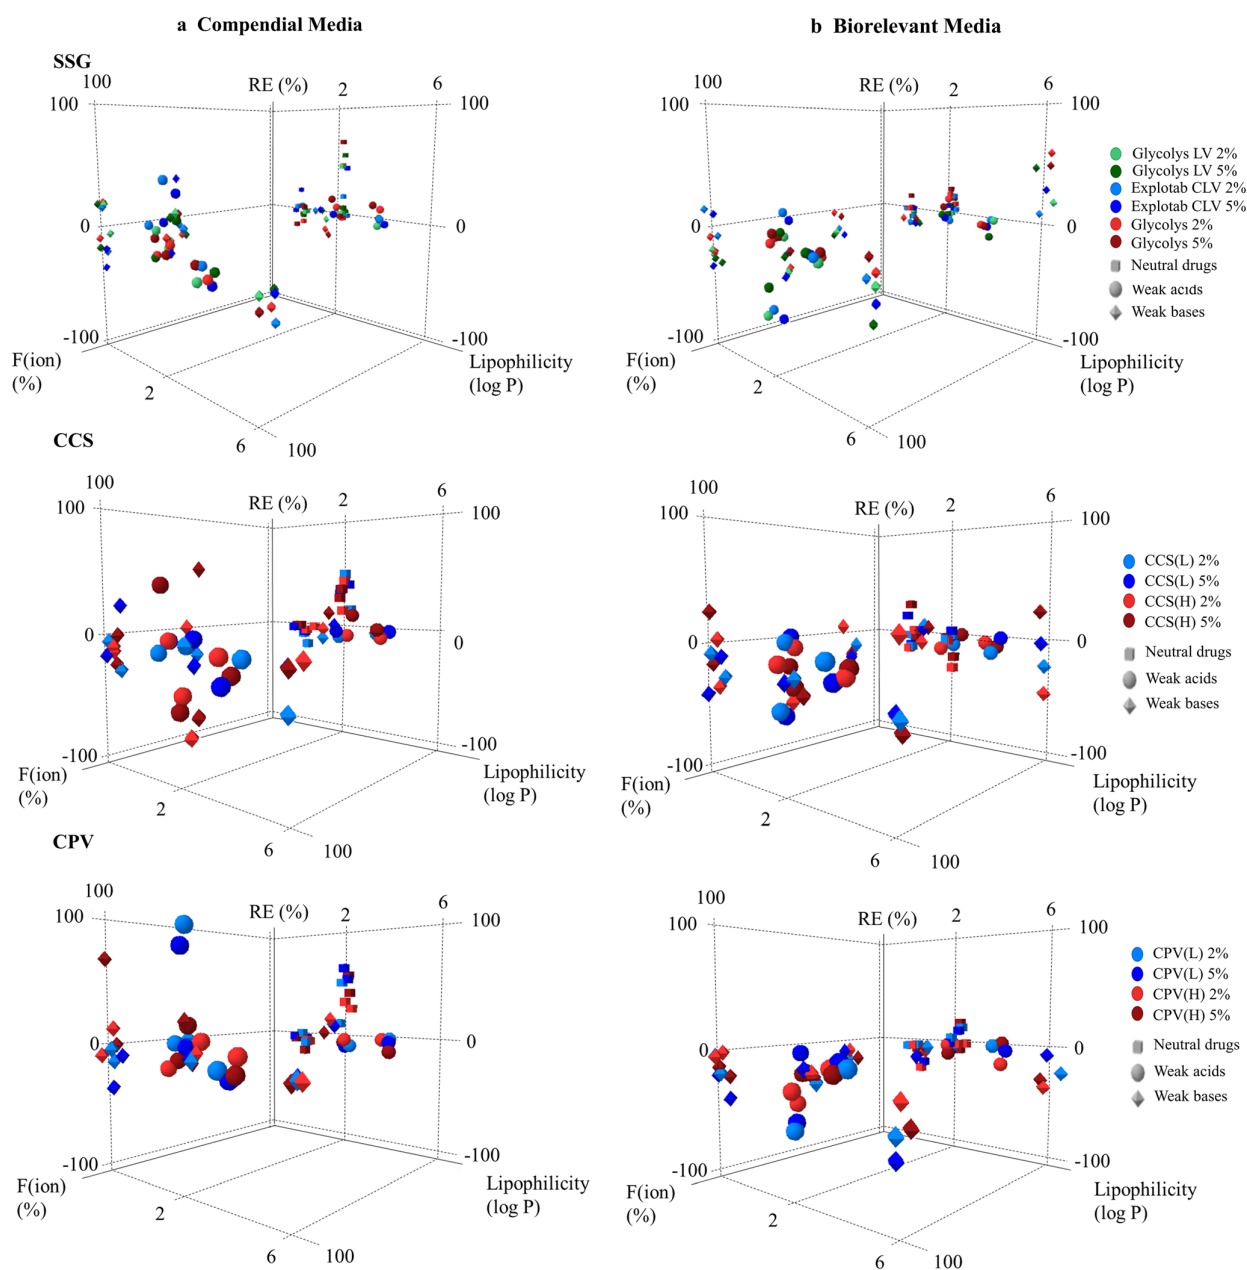 a Compendial Media
b Biorelevant Media
SSG
100
RE (%)
2
6
100
100
0
0
-100
-100
F(ion)
(%)
Lipophilicity
(log P)
2
6
100
100
RE (%)
2
6
100
100
0
0
-100
-100
F(ion)
(%)
Lipophilicity
(log P)
2
6
100
Glycolys LV 2%
Glycolys LV 5%
Explotab CLV 2%
Explotab CLV 5%
Glycolys 2%
Glycolys 5%
Neutral drugs
Weak acids
Weak bases
CCS
100
RE (%)
2
6
100
100
0
0
-100
-100
F(ion)
(%)
Lipophilicity
(log P)
2
6
100
100
RE (%)
2
6
100
100
0
0
-100
-100
F(ion)
(%)
Lipophilicity
(log P)
2
6
100
CCS(L) 2%
CCS(L) 5%
CCS(H) 2%
CCS(H) 5%
Neutral drugs
Weak acids
Weak bases
CPV
100
RE (%)
2
6
100
100
0
0
-100
-100
F(ion)
(%)
Lipophilicity
(log P)
2
6
100
100
RE (%)
2
6
100
100
0
0
-100
-100
F(ion)
(%)
Lipophilicity
(log P)
2
6
100
CPV(L) 2%
CPV(L) 5%
CPV(H) 2%
CPV(H) 5%
Neutral drugs
Weak acids
Weak bases